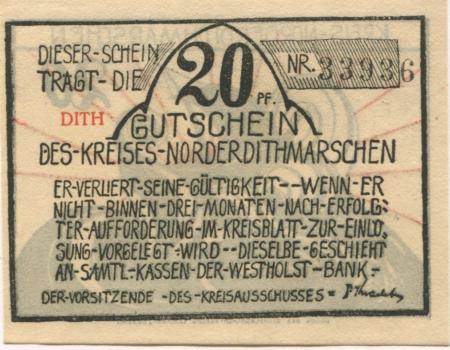 DIESER-SCHEIN
TRAGT-DIE
20 PF.
NR. 33936
DITH
GUTSCHEIN
DES-KREISES-NORDERDITHMARSCHEN
ER-VERLIERT-SEINE-GÜLTIGKEIT--WENN-ER
NICHT-BINNEN-DREI-MONATEN-NACH-ERFOLG-
TER-AUFFORDERUNG-IM-KREISBLATT-ZUR-EINLÖ-
SUNG-VORGELEGT-WIRD--DIESELBE-GESCHIEHT
AN-SAMTL-KASSEN-DER-WESTHOLST-BANK-
DER-VORSITZENDE-DES-KREISAUSSCHUSSES=